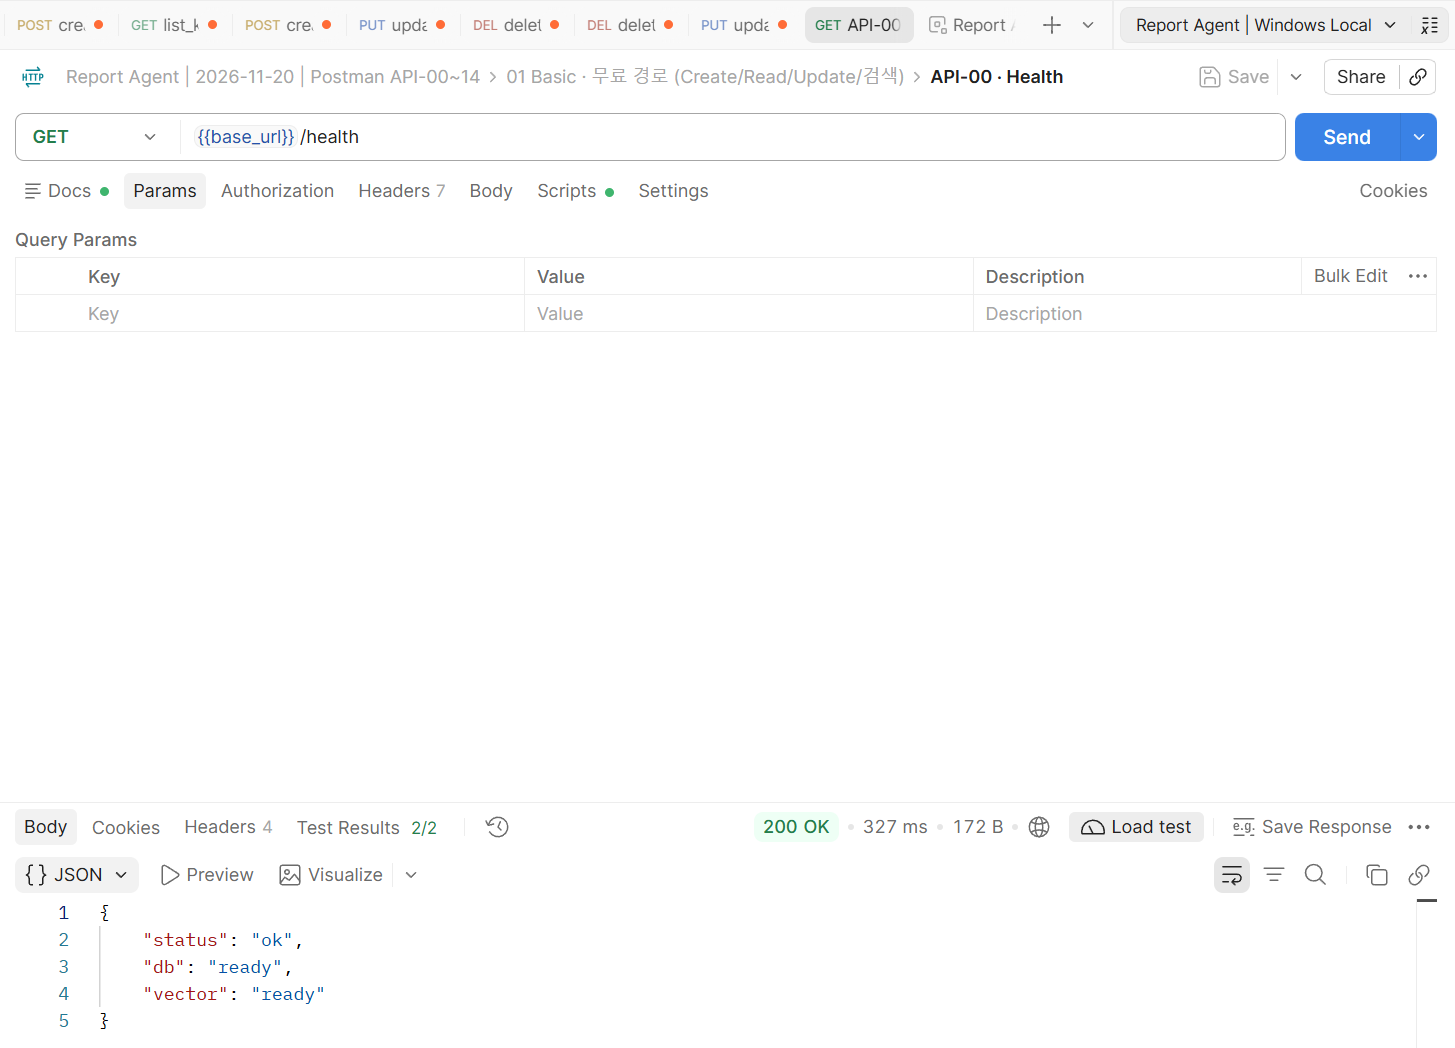 POST cre GET list_k POST cre PUT upda DEL delet DEL delet PUT upda GET API-00 Report Report Agent | Windows Local
HTTP Report Agent | 2026-11-20 | Postman API-00~14 > 01 Basic · 무료 경로 (Create/Read/Update/검색) > API-00 · Health Save Share
GET {{base_url}} /health Send
Docs Params Authorization Headers 7 Body Scripts Settings Cookies
Query Params
Key Value Description Bulk Edit
Key Value Description
Body Cookies Headers 4 Test Results 2/2 200 OK 327 ms 172 B Load test e.g. Save Response
{} JSON Preview Visualize
1 {
2 "status": "ok",
3 "db": "ready",
4 "vector": "ready"
5 }